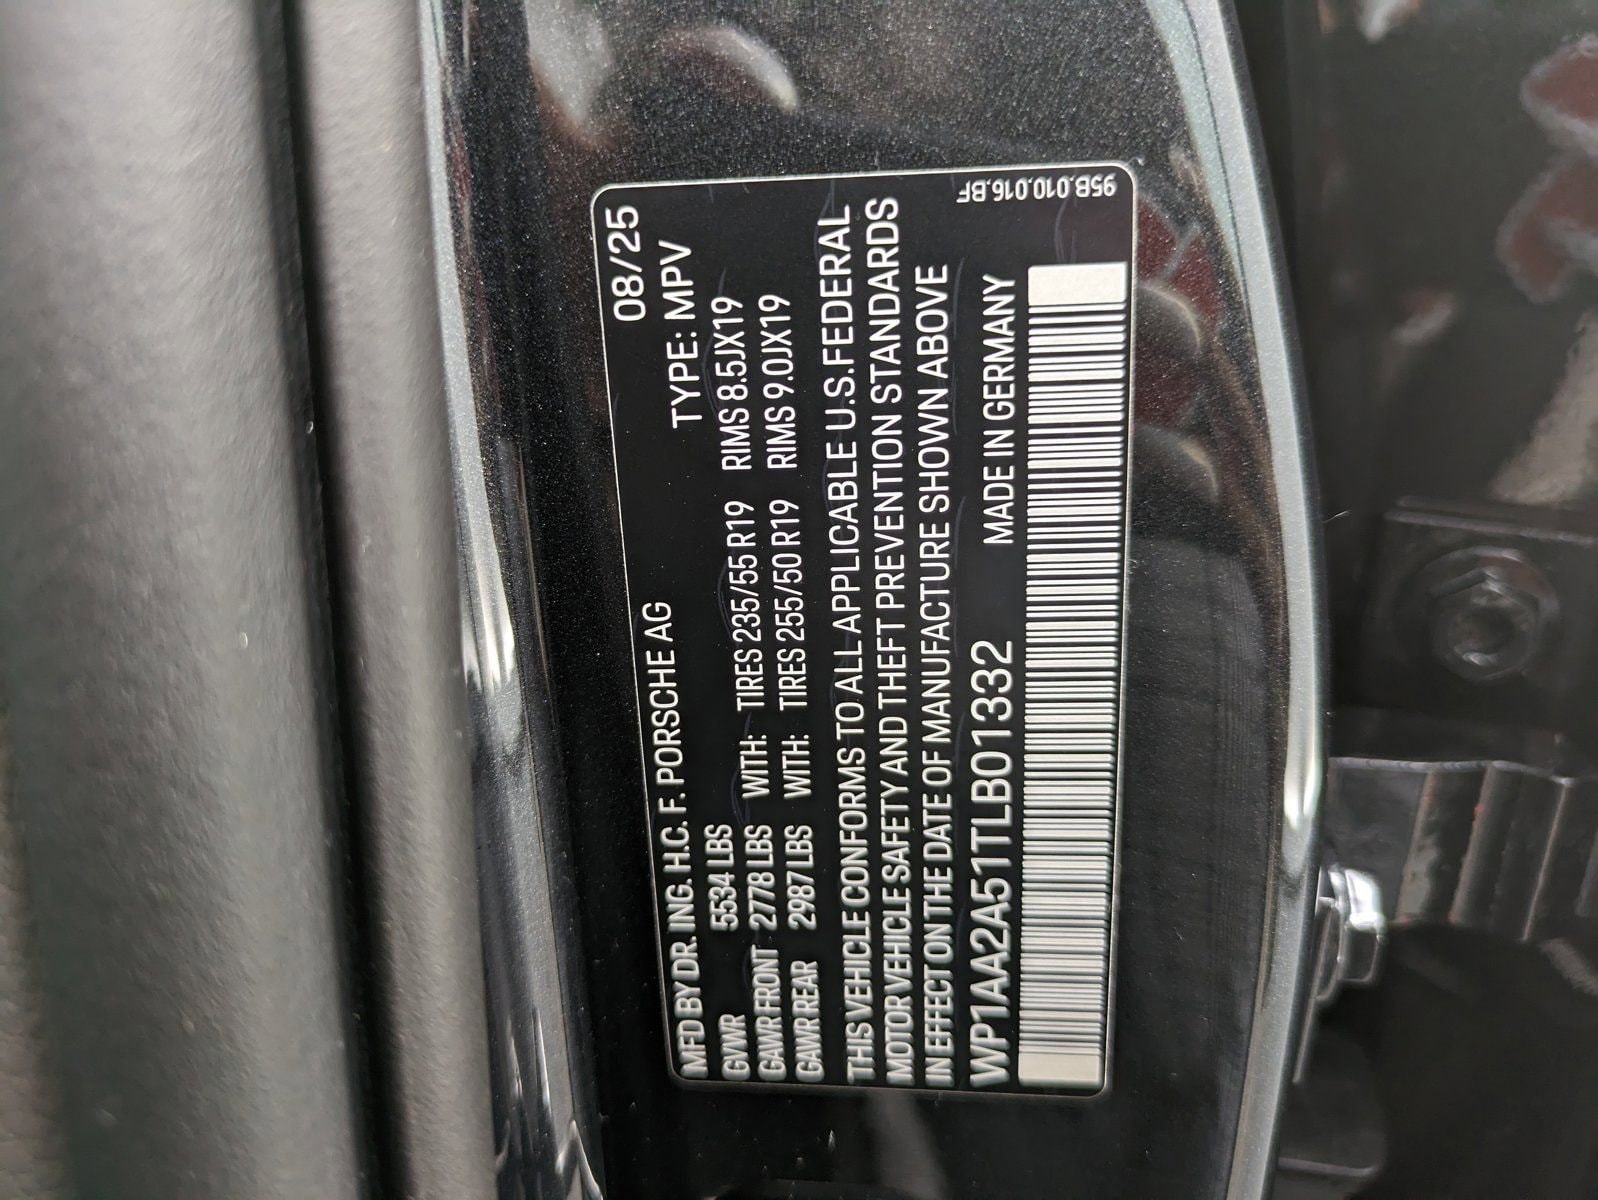 MFD BY DR. ING. H.C. F. PORSCHE AG 08/25
GVWR 5534 LBS TYPE: MPV
GAWR FRONT 2778 LBS WITH: TIRES 235/55 R19 RIMS 8.5JX19
GAWR REAR 2987 LBS WITH: TIRES 255/50 R19 RIMS 9.0JX19
THIS VEHICLE CONFORMS TO ALL APPLICABLE U.S.FEDERAL
MOTOR VEHICLE SAFETY AND THEFT PREVENTION STANDARDS
IN EFFECT ON THE DATE OF MANUFACTURE SHOWN ABOVE
WP1AA2A51TLB01332 MADE IN GERMANY
95B.010.016.BF